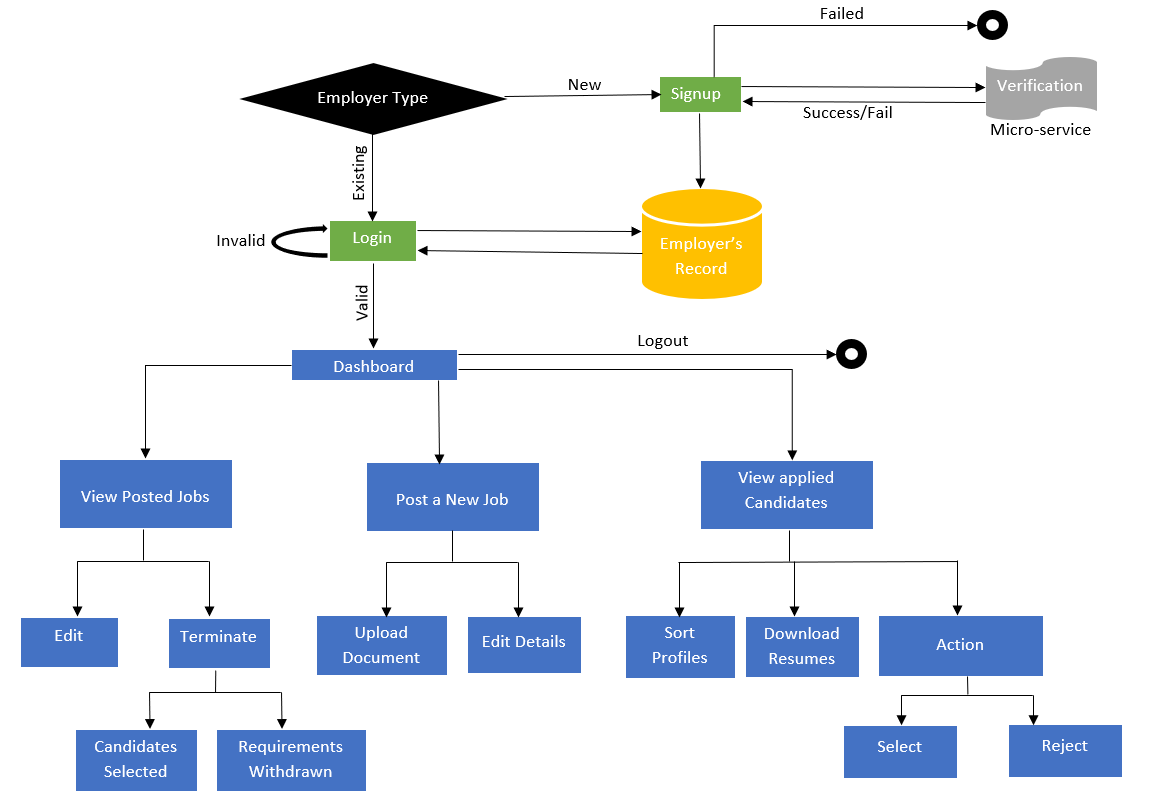 Failed
Employer Type
New
Signup
Verification
Success/Fail
Micro-service
Existing
Invalid
Login
Employer's
Record
Valid
Logout
Dashboard
View Posted Jobs
Post a New Job
View applied
Candidates
Edit
Terminate
Upload
Document
Edit Details
Sort
Profiles
Download
Resumes
Action
Candidates
Selected
Requirements
Withdrawn
Select
Reject